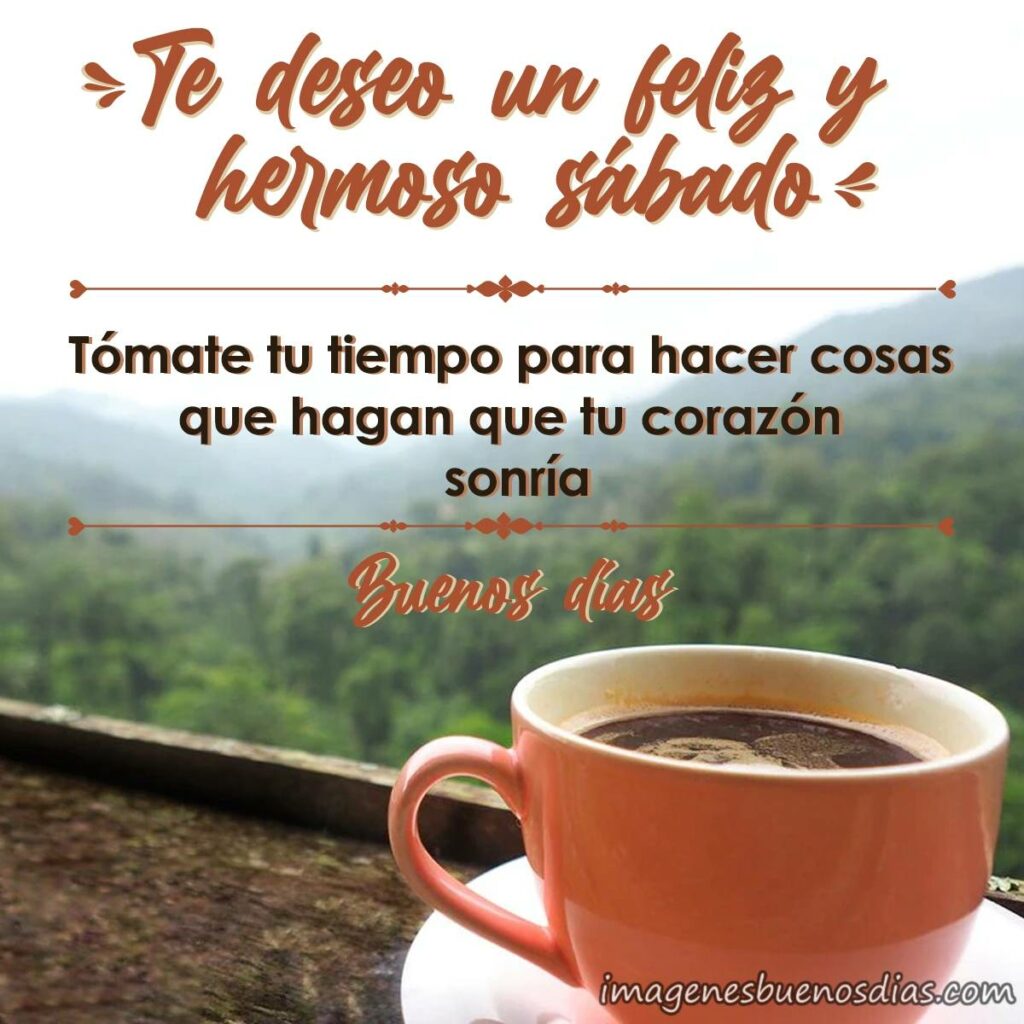 Te deseo un feliz y
hermoso sábado
Tómate tu tiempo para hacer cosas
que hagan que tu corazón
sonría
Buenos días
imagenesbuenosdias.com